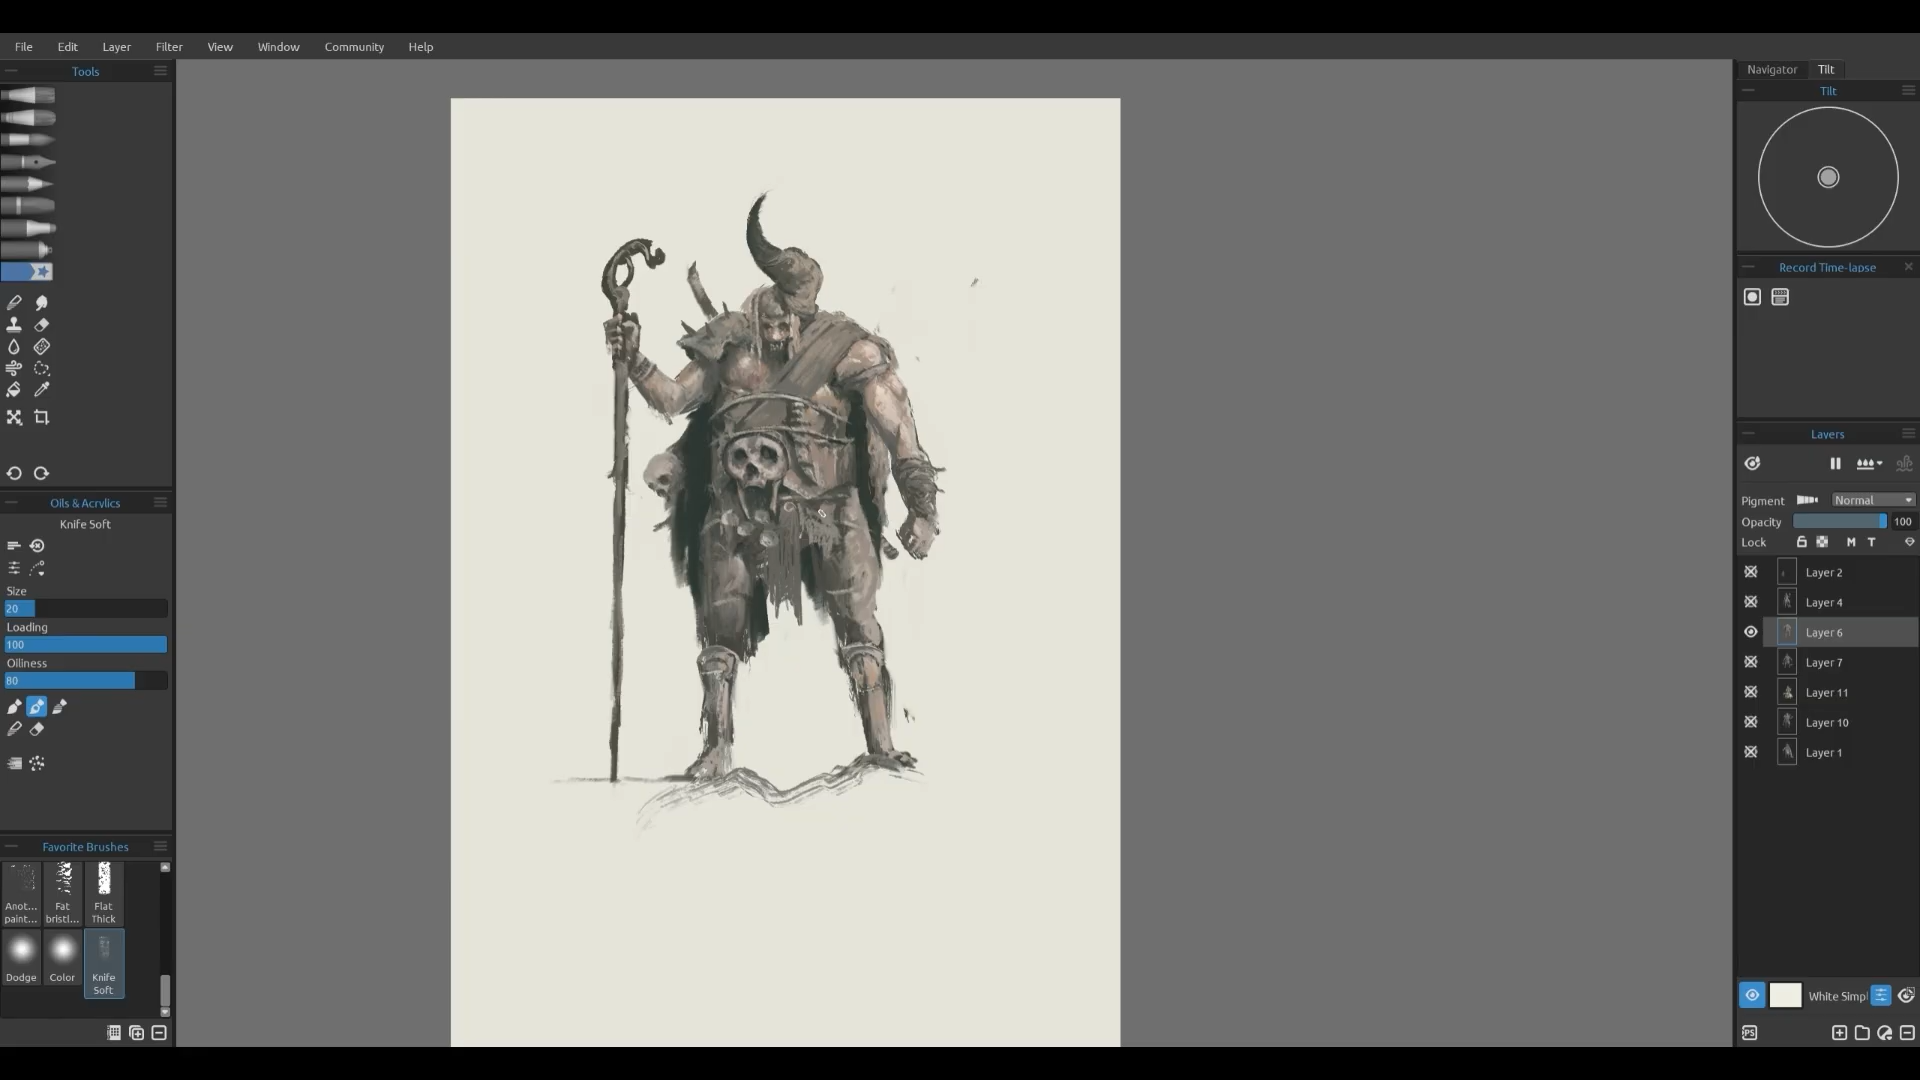 File Edit Layer Filter View Window Community Help
Tools
Navigator Tilt
Tilt
Record Time-lapse
Layers
Pigment Normal
Opacity 100
Lock M T
Layer 2
Layer 4
Layer 6
Layer 7
Layer 11
Layer 10
Layer 1
White Simpl
PS
Oils & Acrylics
Knife Soft
Size
20
Loading
100
Oiliness
80
Favorite Brushes
Anot... Fat Flat
paint... bristl... Thick
Dodge Color Knife
Soft